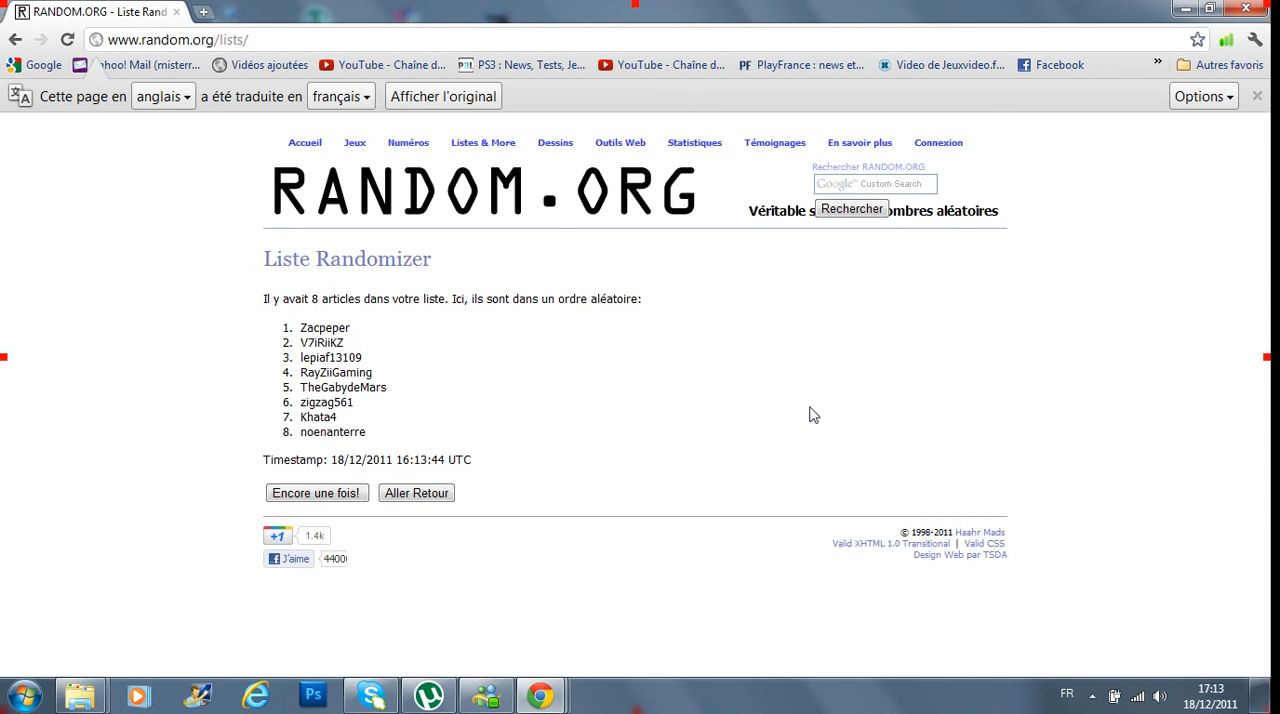 RANDOM.ORG - Liste Rand
www.random.org/lists/
Google
ahoo! Mail (misterr...
Vidéos ajoutées
YouTube - Chaîne d...
PS3 : News, Tests, Je...
YouTube - Chaîne d...
PlayFrance : news et...
Video de Jeuxvideo.f...
Facebook
»
Autres favoris
Cette page en anglais a été traduite en français Afficher l'original Options
Accueil Jeux Numéros Listes & More Dessins Outils Web Statistiques Témoignages En savoir plus Connexion
Rechercher RANDOM.ORG
RANDOM.ORG
Google™ Custom Search
Rechercher
Véritable s ombres aléatoires
Liste Randomizer
Il y avait 8 articles dans votre liste. Ici, ils sont dans un ordre aléatoire:
1. Zacpeper
2. V7iRiiKZ
3. lepiaf13109
4. RayZiiGaming
5. TheGabydeMars
6. zigzag561
7. Khata4
8. noenanterre
Timestamp: 18/12/2011 16:13:44 UTC
Encore une fois! Aller Retour
+1 1.4k
J'aime 4400
© 1998-2011 Haahr Mads
Valid XHTML 1.0 Transitional | Valid CSS
Design Web par TSDA
Ps
FR
17:13
18/12/2011